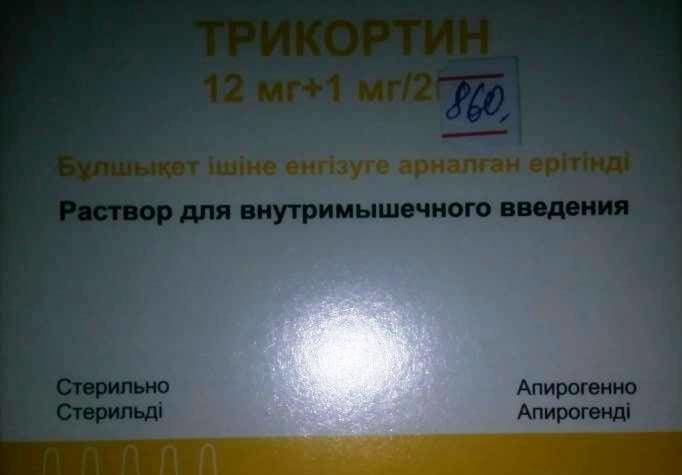 ТРИКОРТИН
12 мг+1 мг/2
860,
Бұлшықет ішіне енгізуге арналған ерітінді
Раствор для внутримышечного введения
Стерильно
Стерильді
Апирогенно
Апирогенді